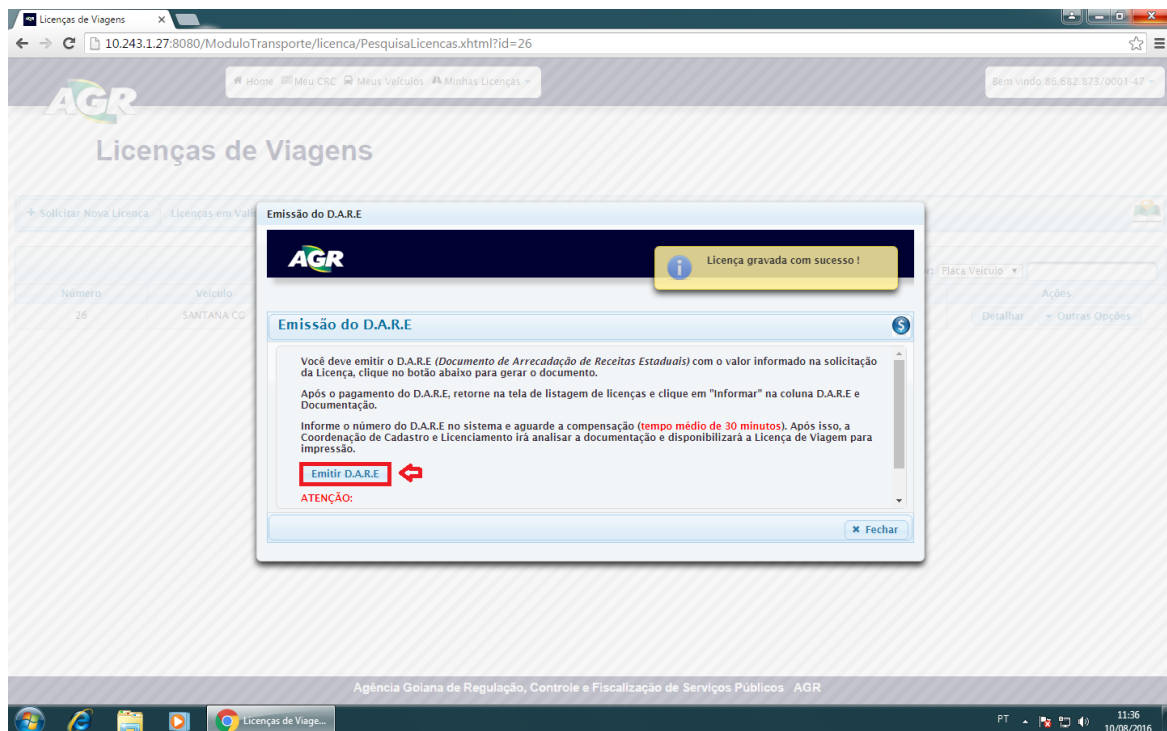 Licenças de Viagens
10.243.1.27:8080/ModuloTransporte/licenca/PesquisaLicencas.xhtml?id=26
AGR
Home Meu CRC Meus Veículos Minhas Licenças
Bem vindo 86.682.873/0001-47
Licenças de Viagens
+ Solicitar Nova Licença Licenças em Vali
Placa Veículo
Número Veículo Ações
26 SANTANA CG Detalhar Outras Opções
Emissão do D.A.R.E
AGR
Licença gravada com sucesso !
Emissão do D.A.R.E
Você deve emitir o D.A.R.E (Documento de Arrecadação de Receitas Estaduais) com o valor informado na solicitação
da Licença, clique no botão abaixo para gerar o documento.
Após o pagamento do D.A.R.E, retorne na tela de listagem de licenças e clique em "Informar" na coluna D.A.R.E e
Documentação.
Informe o número do D.A.R.E no sistema e aguarde a compensação (tempo médio de 30 minutos). Após isso, a
Coordenação de Cadastro e Licenciamento irá analisar a documentação e disponibilizará a Licença de Viagem para
impressão.
Emitir D.A.R.E
ATENÇÃO:
Fechar
Agência Goiana de Regulação, Controle e Fiscalização de Serviços Públicos AGR
Licenças de Viage...
PT
11:36
10/08/2016